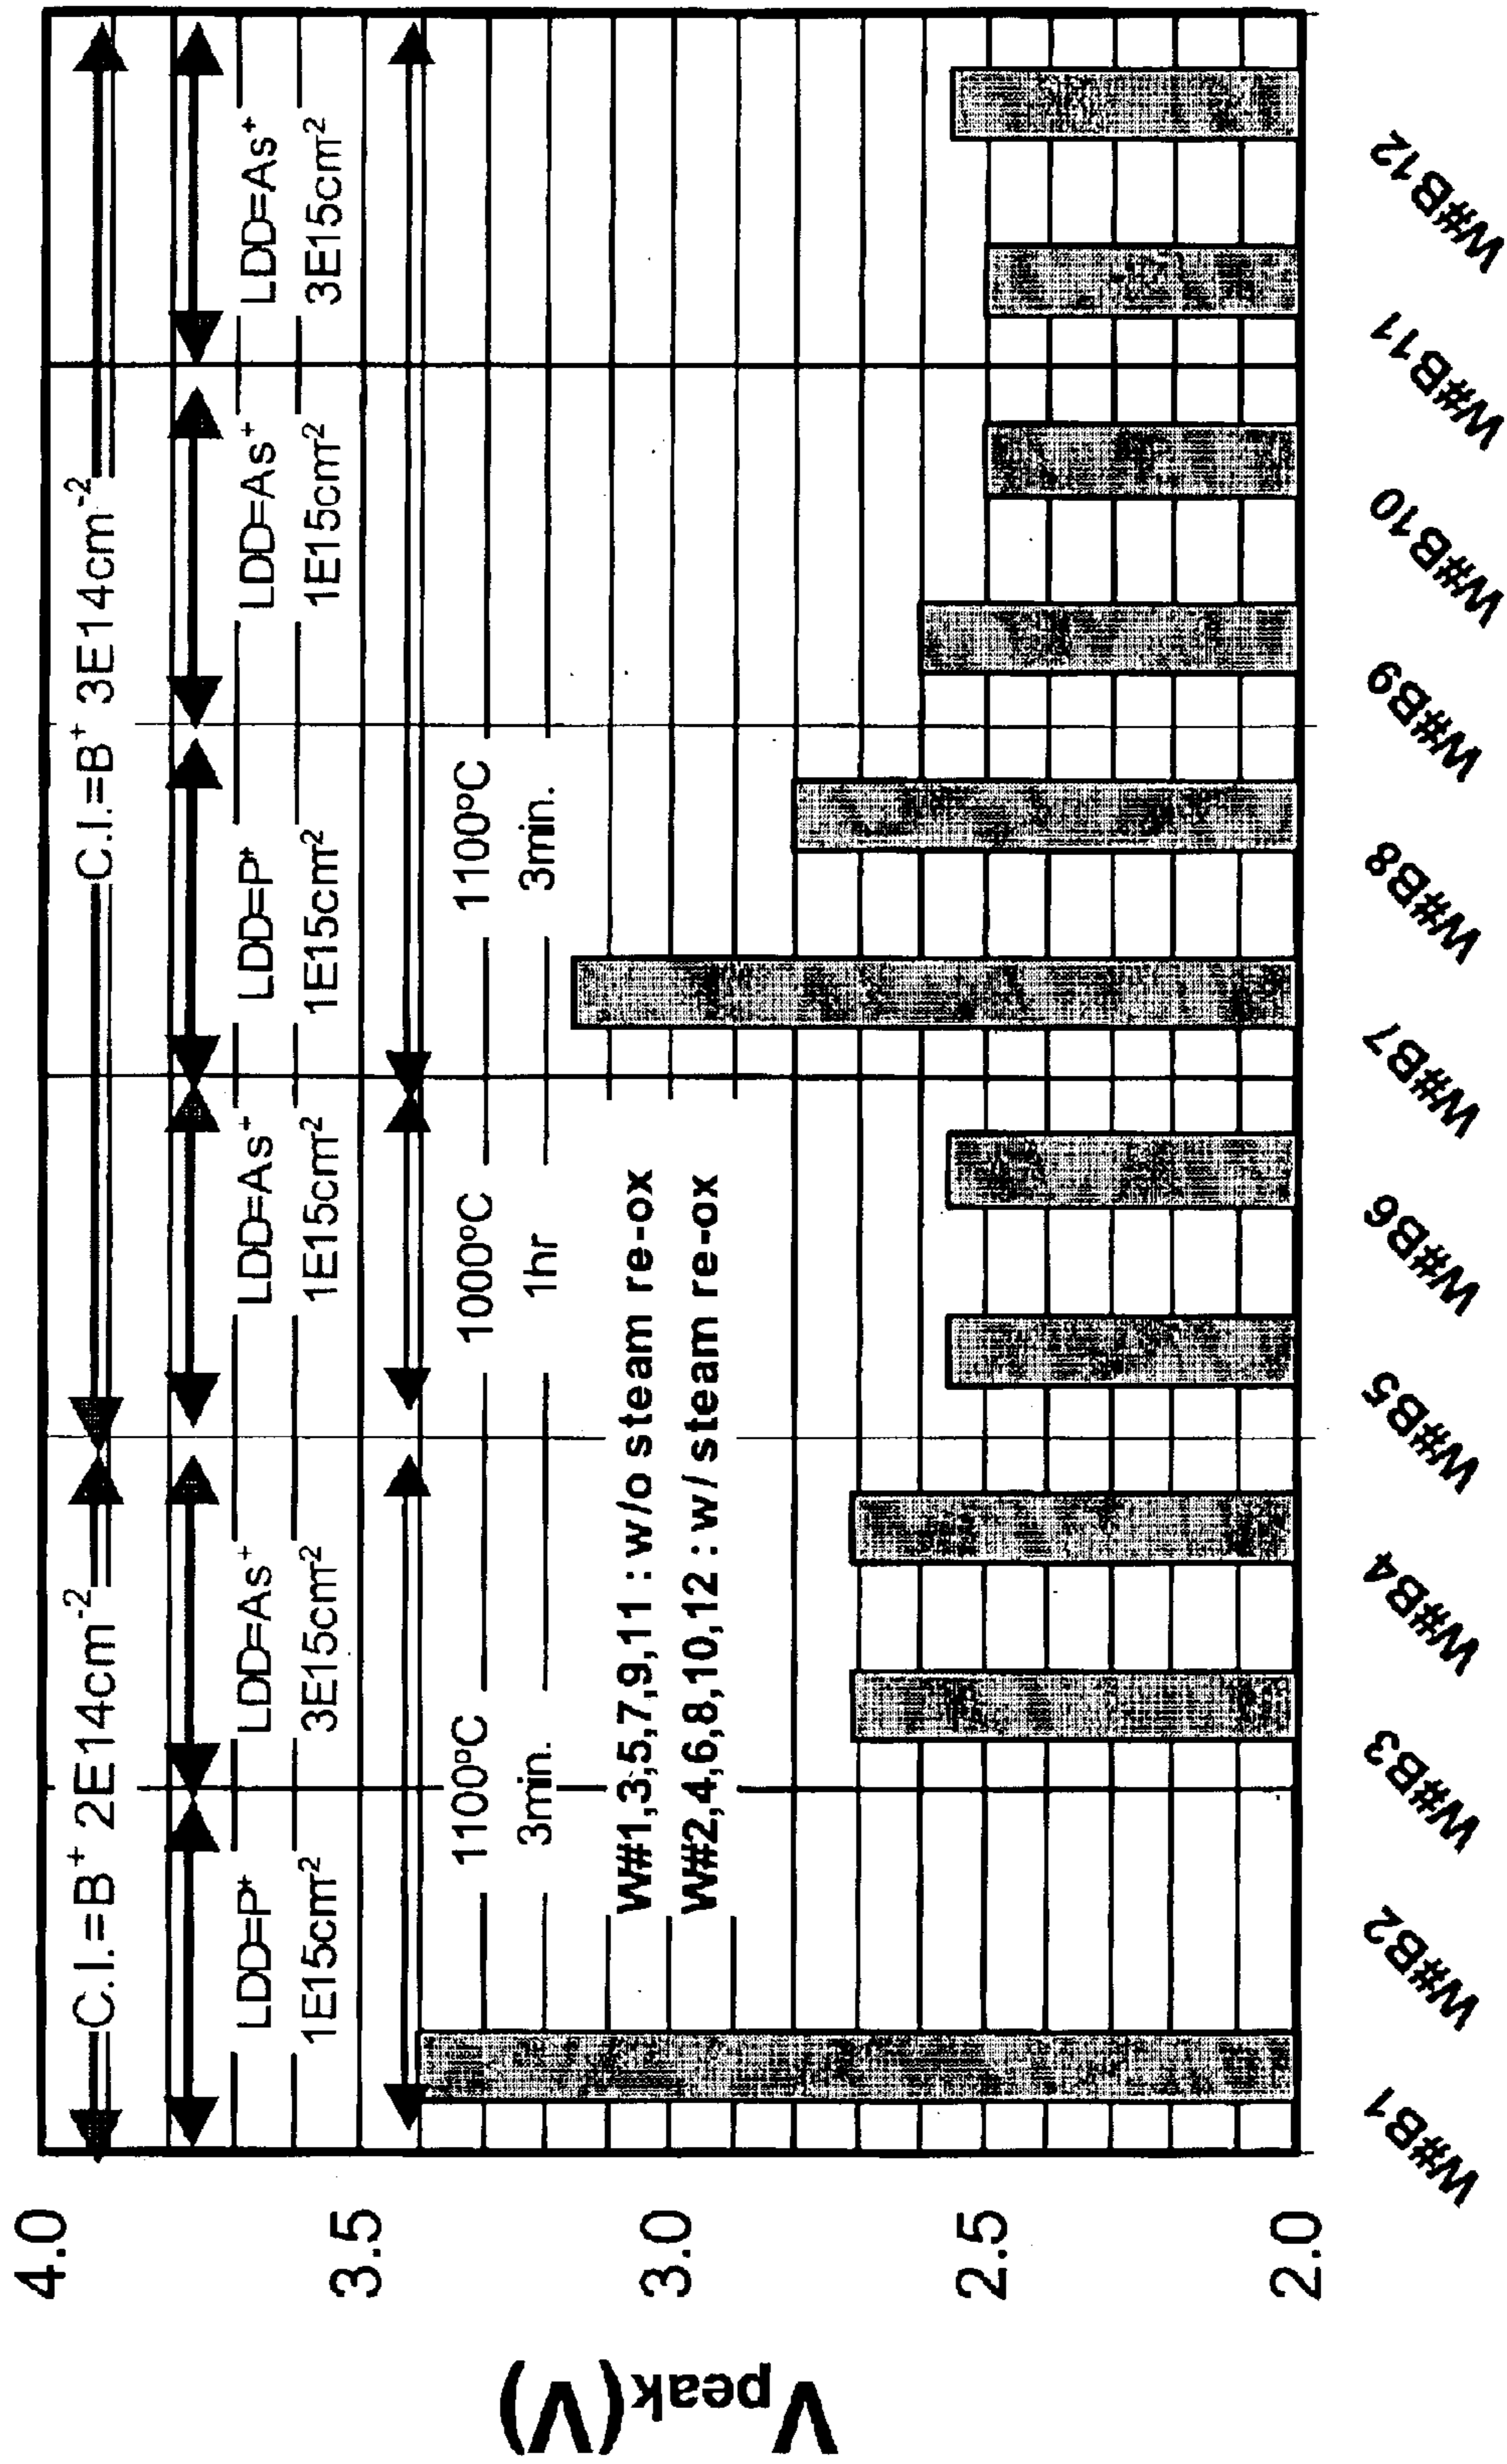 V_peak(V)
4.0
3.5
3.0
2.5
2.0
C.I.=B⁺ 2E14cm⁻²
C.I.=B⁺ 3E14cm⁻²
LDD=P⁺
1E15cm²
LDD=As⁺
3E15cm²
LDD=As⁺
1E15cm²
LDD=P⁺
1E15cm²
LDD=As⁺
1E15cm²
LDD=As⁺
3E15cm²
1100ºC
3min.
1000ºC
1hr
1100ºC
3min.
W#1,3,5,7,9,11 : w/o steam re-ox
W#2,4,6,8,10,12 : w/ steam re-ox
W#B1
W#B2
W#B3
W#B4
W#B5
W#B6
W#B7
W#B8
W#B9
W#B10
W#B11
W#B12